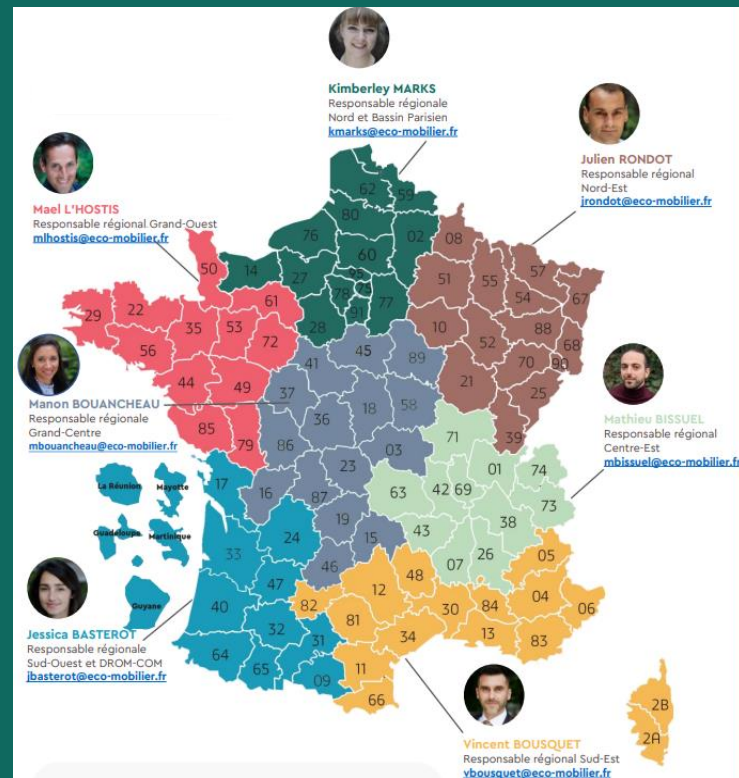 Kimberley MARKS
Responsable régionale
Nord et Bassin Parisien
kmarks@eco-mobilier.fr
Julien RONDOT
Responsable régional
Nord-Est
jrondot@eco-mobilier.fr
Mael L'HOSTIS
Responsable régional Grand-Ouest
mlhostis@eco-mobilier.fr
62
59
80
76
02
08
60
50
14
27
95
75
78
77
91
51
55
57
54
67
61
28
29
22
35
53
72
56
10
52
88
68
45
89
41
70
90
44
49
37
21
25
18
58
Manon BOUANCHEAU
Responsable régionale
Grand-Centre
mbouancheau@eco-mobilier.fr
Mathieu BISSUEL
Responsable régional
Centre-Est
mbissuel@eco-mobilier.fr
36
85
79
86
03
71
39
23
01
74
La Réunion
Mayotte
17
16
87
63
42
69
73
19
38
Guadeloupe
Martinique
24
15
43
33
07
26
05
46
48
Guyane
47
12
40
82
30
84
04
06
81
32
31
34
13
83
64
65
09
11
66
Jessica BASTEROT
Responsable régionale
Sud-Ouest et DROM-COM
jbasterot@eco-mobilier.fr
2B
2A
Vincent BOUSQUET
Responsable régional Sud-Est
vbousquet@eco-mobilier.fr